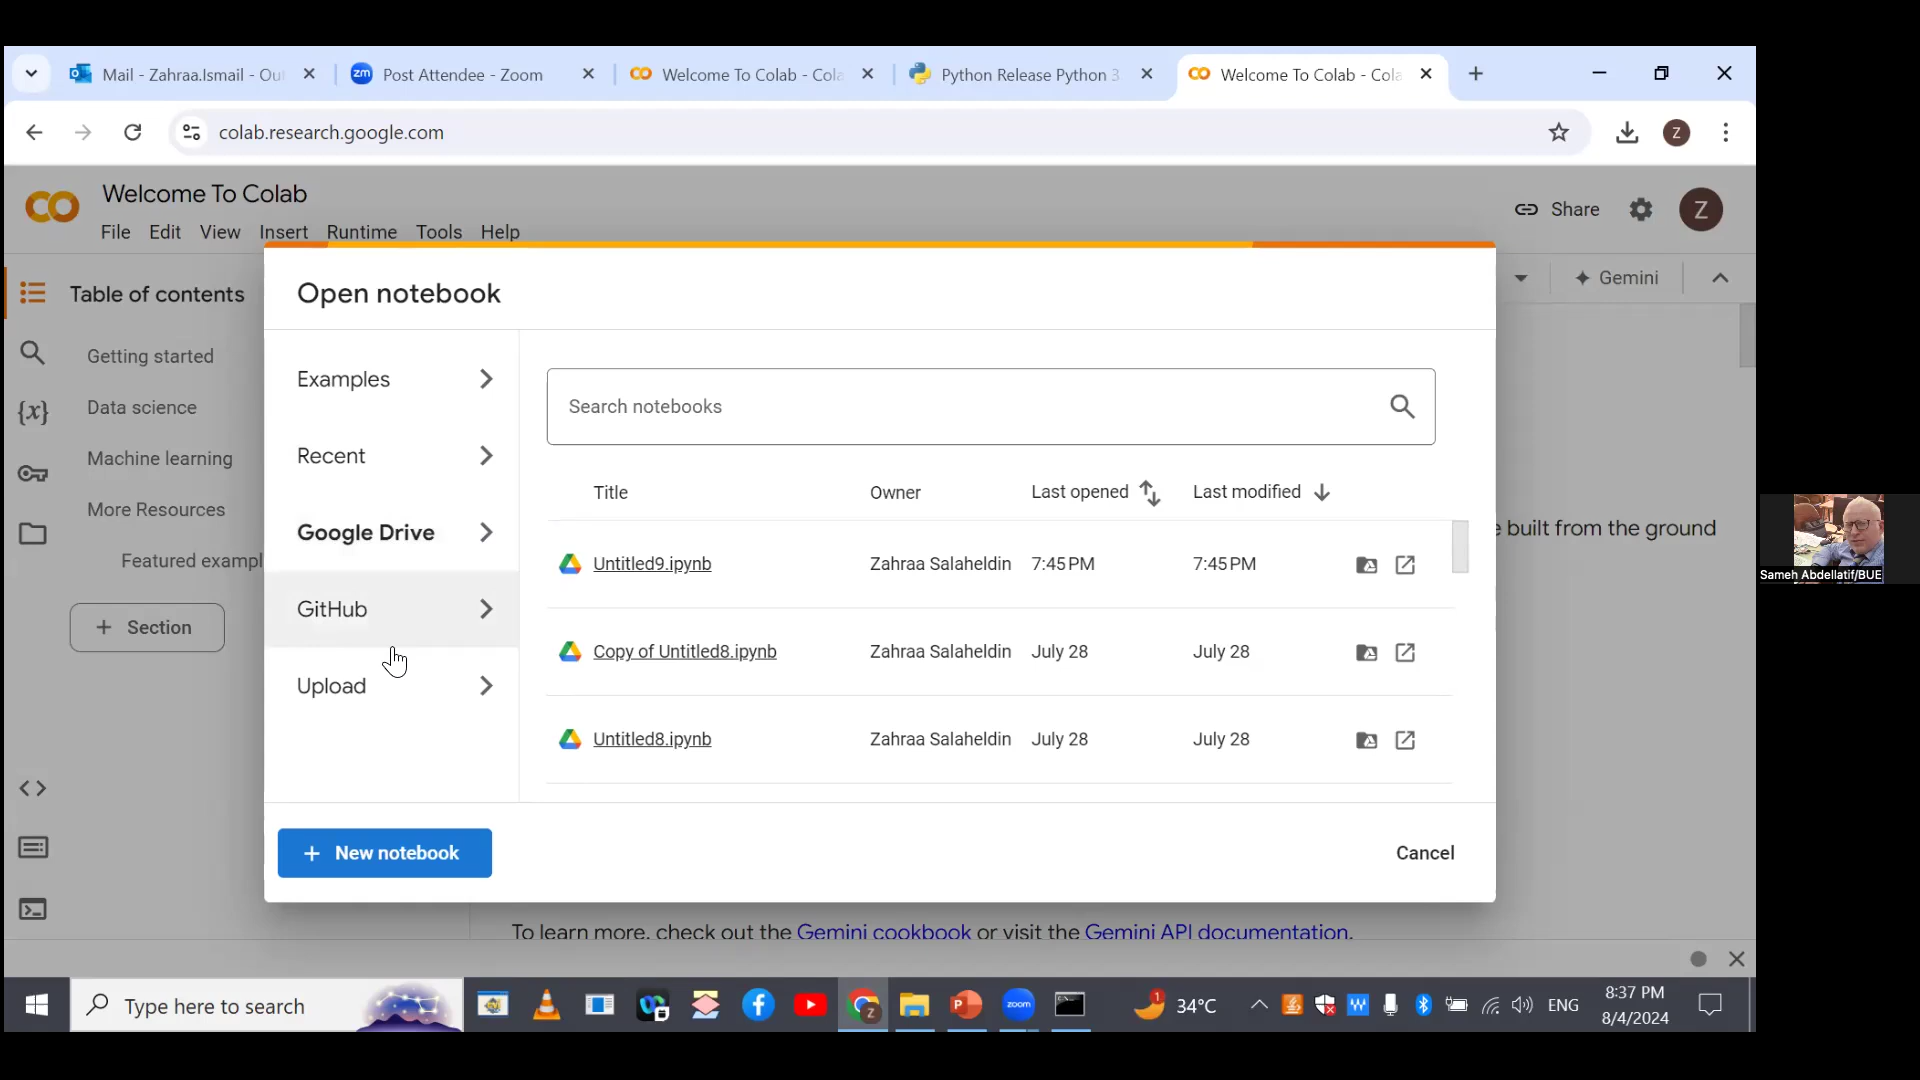 Mail - Zahraa.Ismail - Ou
Post Attendee - Zoom
Welcome To Colab - Cola
Python Release Python 3
Welcome To Colab - Cola
colab.research.google.com
Z
Welcome To Colab
Share
Z
File Edit View Insert Runtime Tools Help
Table of contents
Gemini
Open notebook
Getting started
Data science
Machine learning
More Resources
Featured exampl
+ Section
Examples
Recent
Google Drive
GitHub
Upload
Search notebooks
Title Owner Last opened Last modified
Untitled9.ipynb Zahraa Salaheldin 7:45 PM 7:45 PM
Copy of Untitled8.ipynb Zahraa Salaheldin July 28 July 28
Untitled8.ipynb Zahraa Salaheldin July 28 July 28
built from the ground
+ New notebook
Cancel
To learn more, check out the Gemini cookbook or visit the Gemini API documentation.
Sameh Abdellatif/BUE
Type here to search
zoom
34°C
ENG
8:37 PM
8/4/2024